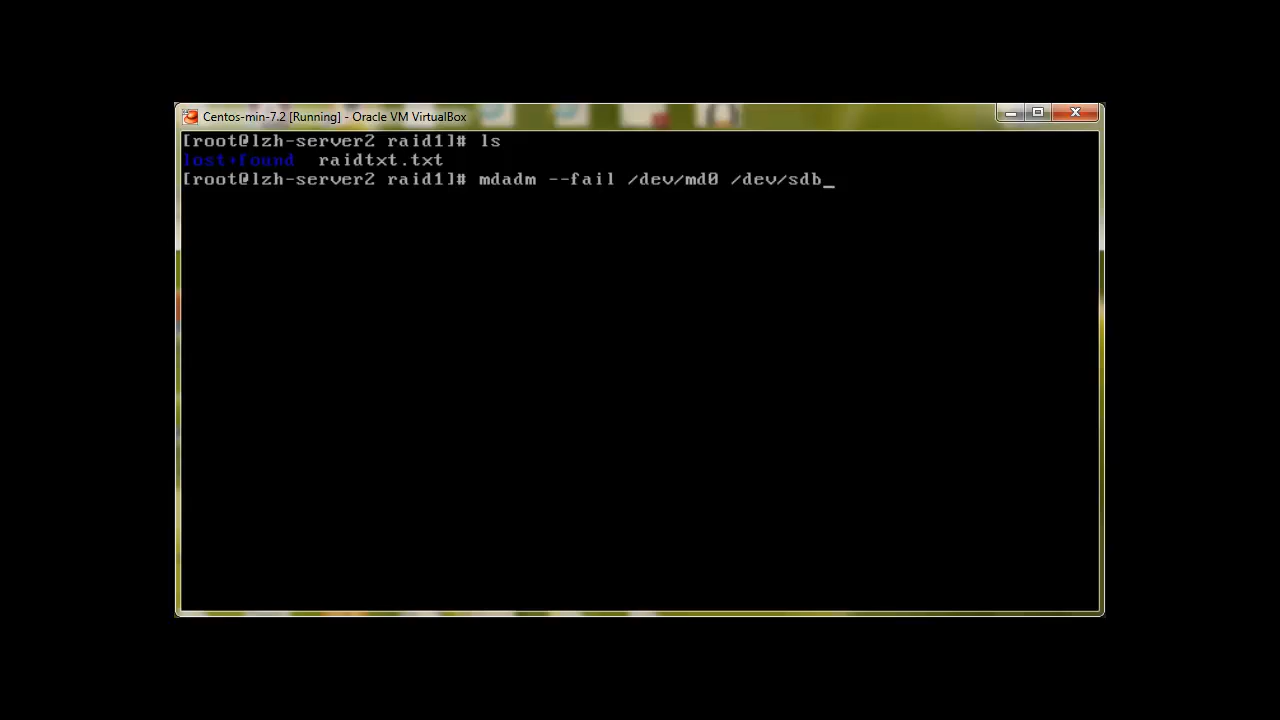 Centos-min-7.2 [Running] - Oracle VM VirtualBox
[root@lzh-server2 raid1]# ls
lost+found  raidtxt.txt
[root@lzh-server2 raid1]# mdadm --fail /dev/md0 /dev/sdb_